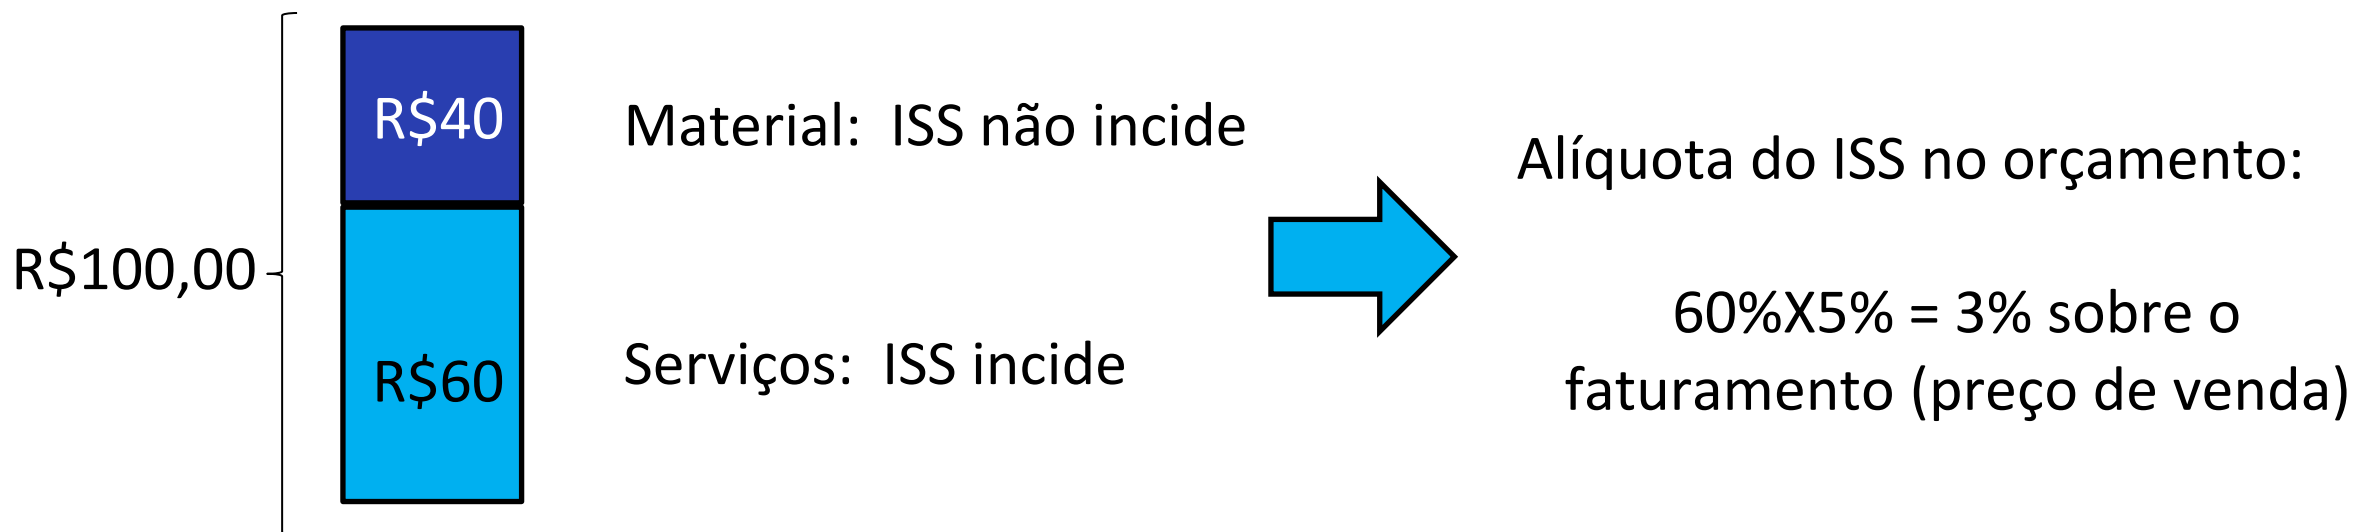 R$100,00
R$40
R$60
Material:  ISS não incide
Serviços:  ISS incide
Alíquota do ISS no orçamento:
60%X5% = 3% sobre o
faturamento (preço de venda)